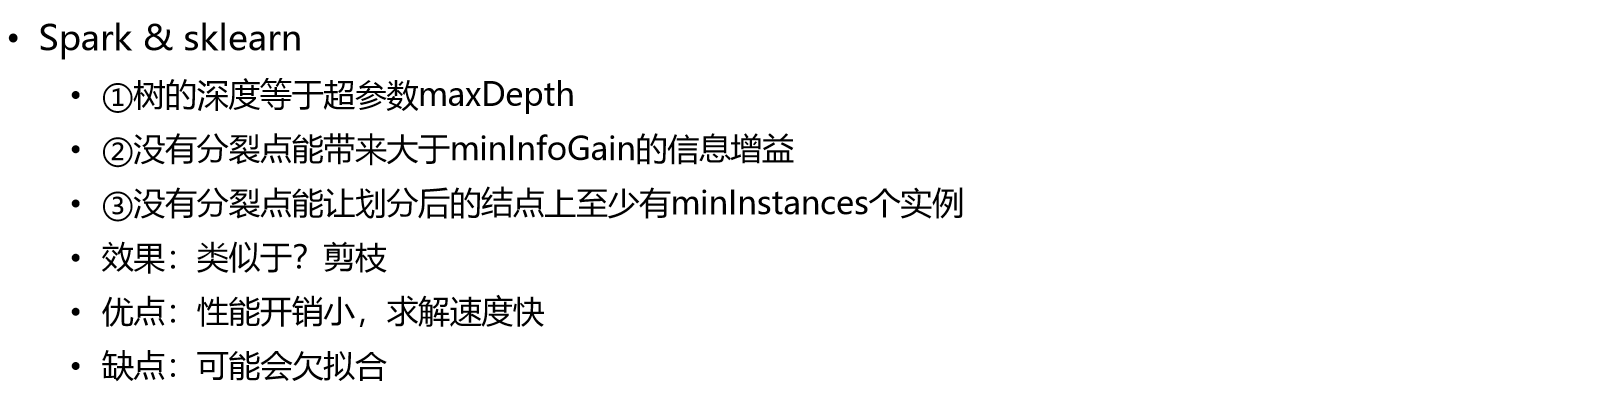 • Spark & sklearn
• ①树的深度等于超参数maxDepth
• ②没有分裂点能带来大于minInfoGain的信息增益
• ③没有分裂点能让划分后的结点上至少有minInstances个实例
• 效果：类似于？剪枝
• 优点：性能开销小，求解速度快
• 缺点：可能会欠拟合